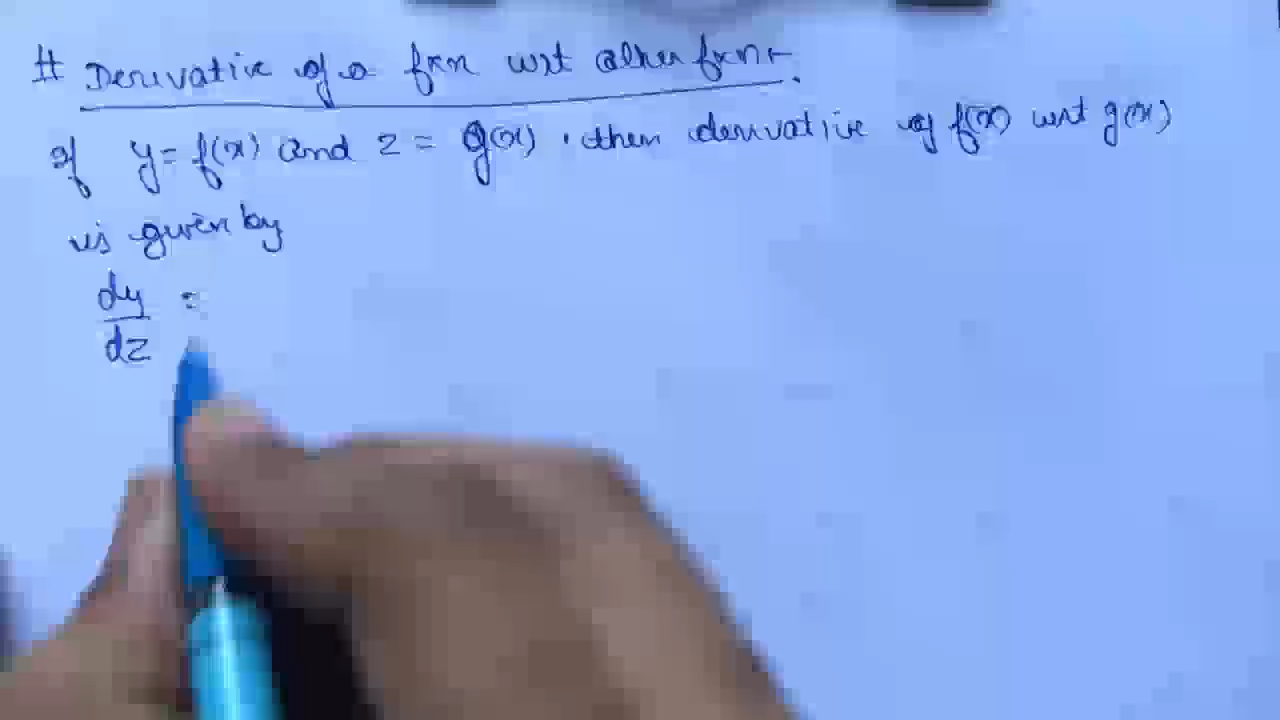 # Derivative of a fxn wrt other fxn:-
If y = f(x) and z = g(x) . then derivative of f(x) wrt g(x)
is given by
dy/dz =